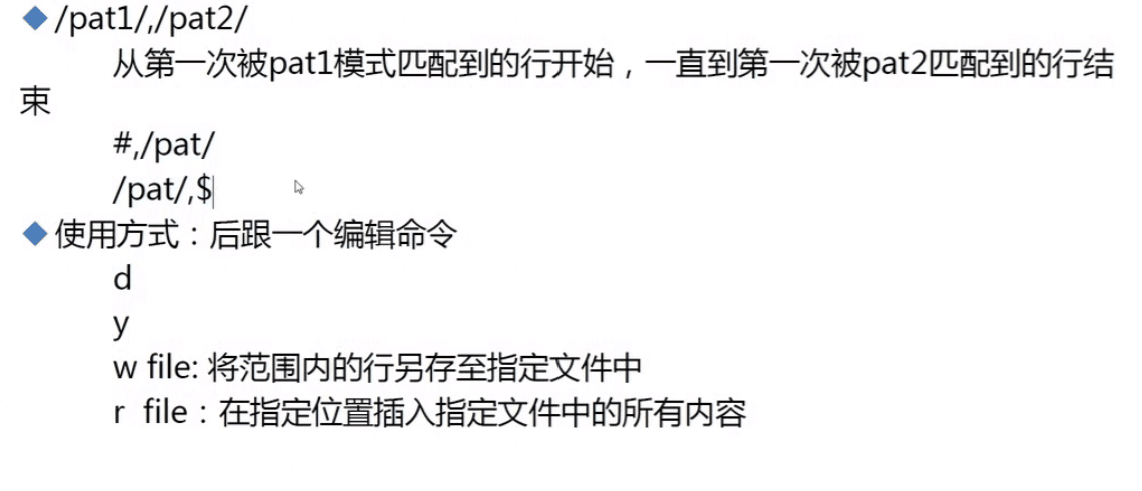 /pat1/,/pat2/
从第一次被pat1模式匹配到的行开始，一直到第一次被pat2匹配到的行结
束
#,/pat/
/pat/,$
使用方式：后跟一个编辑命令
d
y
w file: 将范围内的行另存至指定文件中
r  file：在指定位置插入指定文件中的所有内容